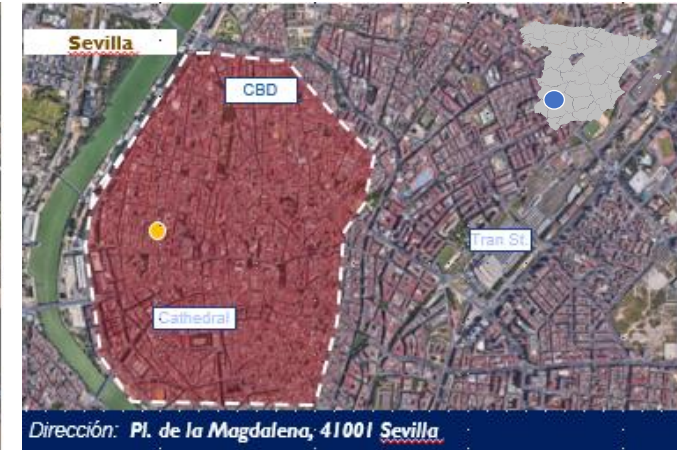 Sevilla
CBD
Tran St.
Cathedral
Dirección: Pl. de la Magdalena, 41001 Sevilla